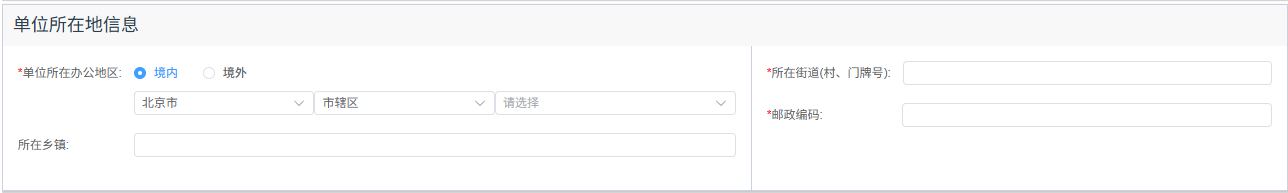 单位所在地信息
*单位所在办公地区: 境内 境外
北京市 市辖区 请选择
所在乡镇:
*所在街道(村、门牌号):
*邮政编码: